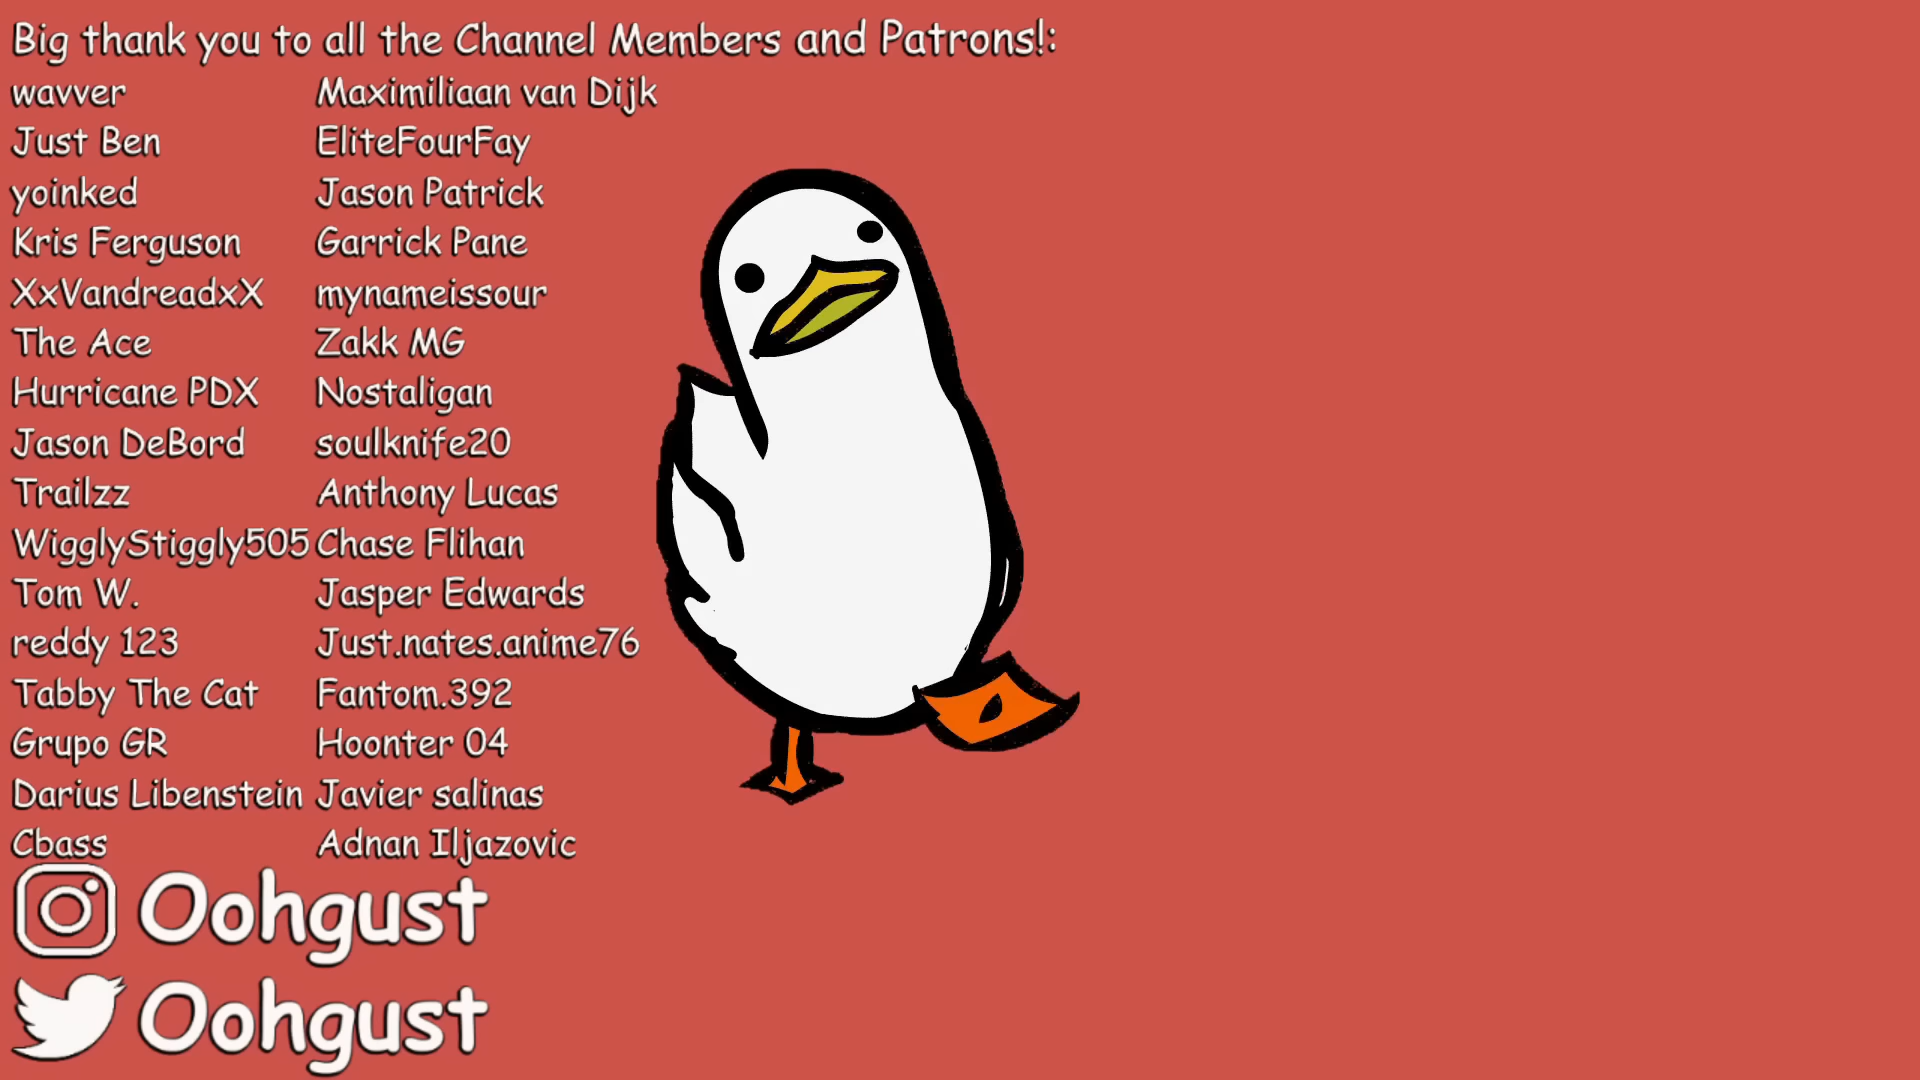 Big thank you to all the Channel Members and Patrons!:
wavver
Just Ben
yoinked
Kris Ferguson
XxVandreadxX
The Ace
Hurricane PDX
Jason DeBord
Trailzz
WigglyStiggly505
Tom W.
reddy 123
Tabby The Cat
Grupo GR
Darius Libenstein
Cbass
Maximiliaan van Dijk
EliteFourFay
Jason Patrick
Garrick Pane
mynameissour
Zakk MG
Nostaligan
soulknife20
Anthony Lucas
Chase Flihan
Jasper Edwards
Just.nates.anime76
Fantom.392
Hoonter 04
Javier salinas
Adnan Iljazovic
Oohgust
Oohgust